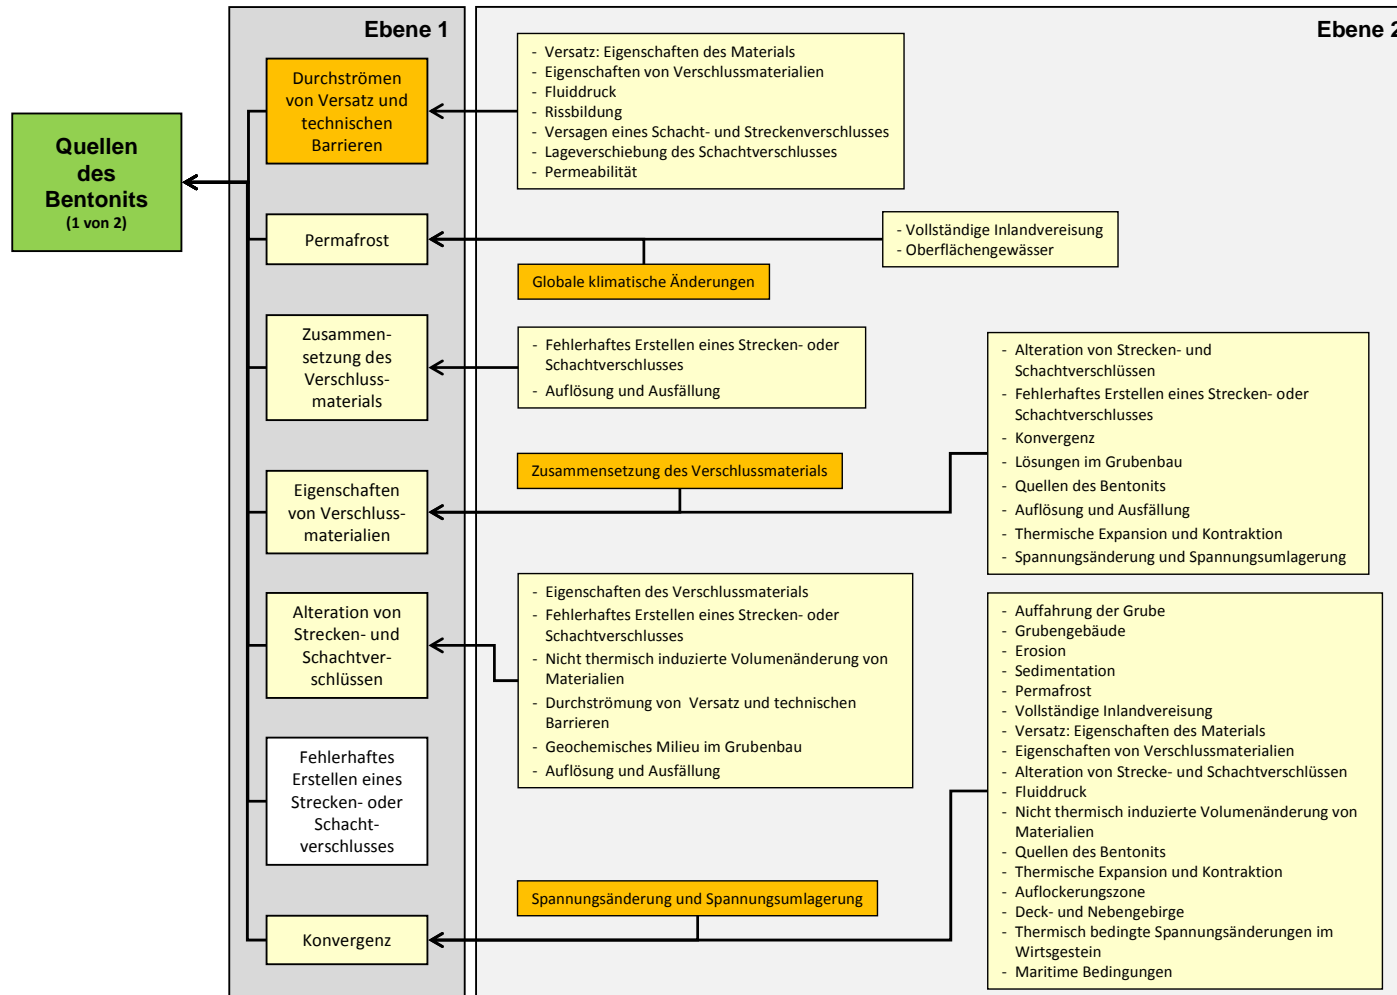 Ebene 1
Ebene 2
Quellen
des
Bentonits
(1 von 2)
Durchströmen
von Versatz und
technischen
Barrieren
- Versatz: Eigenschaften des Materials
- Eigenschaften von Verschlussmaterialien
- Fluiddruck
- Rissbildung
- Versagen eines Schacht- und Streckenverschlusses
- Lageverschiebung des Schachtverschlusses
- Permeabilität
Permafrost
- Vollständige Inlandvereisung
- Oberflächengewässer
Globale klimatische Änderungen
Zusammen-
setzung des
Verschluss-
materials
- Fehlerhaftes Erstellen eines Strecken- oder
Schachtverschlusses
- Auflösung und Ausfällung
Eigenschaften
von Verschluss-
materialien
Zusammensetzung des Verschlussmaterials
- Alteration von Strecken- und
Schachtverschlüssen
- Fehlerhaftes Erstellen eines Strecken- oder
Schachtverschlusses
- Konvergenz
- Lösungen im Grubenbau
- Quellen des Bentonits
- Auflösung und Ausfällung
- Thermische Expansion und Kontraktion
- Spannungsänderung und Spannungsumlagerung
Alteration von
Strecken- und
Schachtver-
schlüssen
- Eigenschaften des Verschlussmaterials
- Fehlerhaftes Erstellen eines Strecken- oder
Schachtverschlusses
- Nicht thermisch induzierte Volumenänderung von
Materialien
- Durchströmung von Versatz und technischen
Barrieren
- Geochemisches Milieu im Grubenbau
- Auflösung und Ausfällung
Fehlerhaftes
Erstellen eines
Strecken- oder
Schacht-
verschlusses
Konvergenz
Spannungsänderung und Spannungsumlagerung
- Auffahrung der Grube
- Grubengebäude
- Erosion
- Sedimentation
- Permafrost
- Vollständige Inlandvereisung
- Versatz: Eigenschaften des Materials
- Eigenschaften von Verschlussmaterialien
- Alteration von Strecke- und Schachtverschlüssen
- Fluiddruck
- Nicht thermisch induzierte Volumenänderung von
Materialien
- Quellen des Bentonits
- Thermische Expansion und Kontraktion
- Auflockerungszone
- Deck- und Nebengebirge
- Thermisch bedingte Spannungsänderungen im
Wirtsgestein
- Maritime Bedingungen